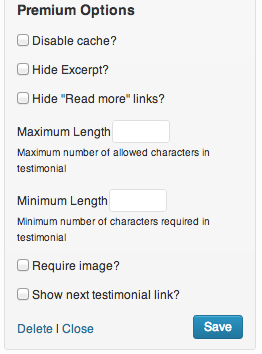 Premium Options
Disable cache?
Hide Excerpt?
Hide "Read more" links?
Maximum Length
Maximum number of allowed characters in
testimonial
Minimum Length
Minimum number of characters required in
testimonial
Require image?
Show next testimonial link?
Delete | Close
Save